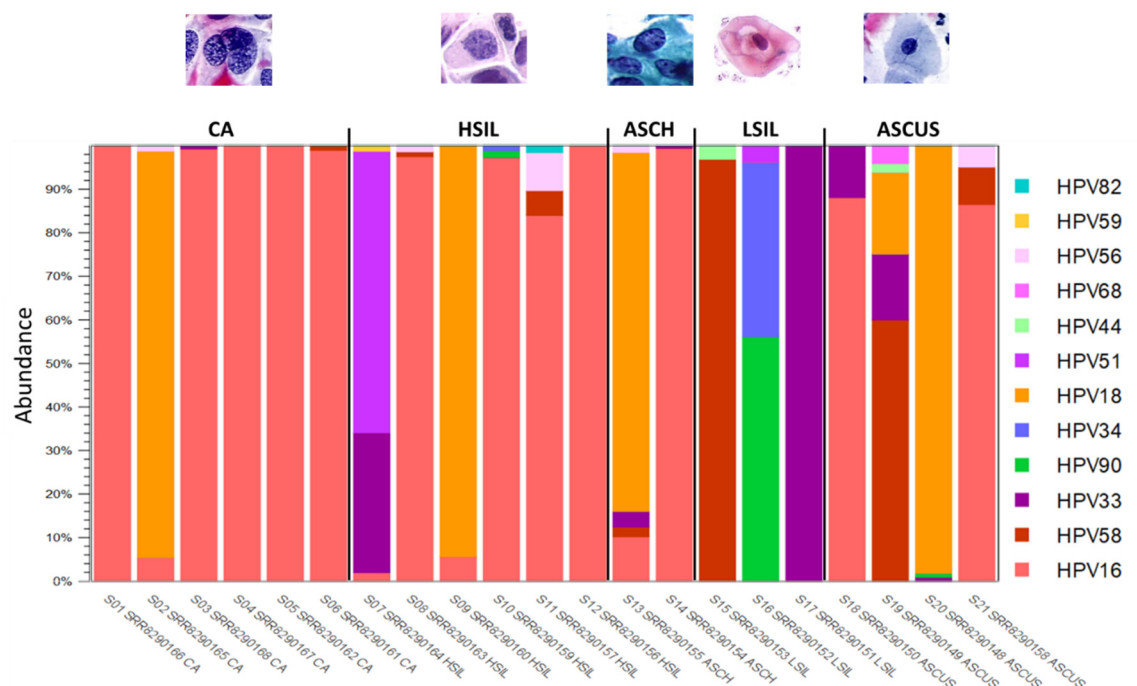 CA HSIL ASCH LSIL ASCUS
Abundance
90%
80%
70%
60%
50%
40%
30%
20%
10%
0%
HPV82
HPV59
HPV56
HPV68
HPV44
HPV51
HPV18
HPV34
HPV90
HPV33
HPV58
HPV16
S01 SRR8290166 CA
S02 SRR8290165 CA
S03 SRR8290168 CA
S04 SRR8290167 CA
S05 SRR8290162 CA
S06 SRR8290161 CA
S07 SRR8290164 HSIL
S08 SRR8290163 HSIL
S09 SRR8290160 HSIL
S10 SRR8290159 HSIL
S11 SRR8290157 HSIL
S12 SRR8290156 HSIL
S13 SRR8290155 ASCH
S14 SRR8290154 ASCH
S15 SRR8290153 LSIL
S16 SRR8290152 LSIL
S17 SRR8290151 LSIL
S18 SRR8290150 ASCUS
S19 SRR8290149 ASCUS
S20 SRR8290148 ASCUS
S21 SRR8290158 ASCUS